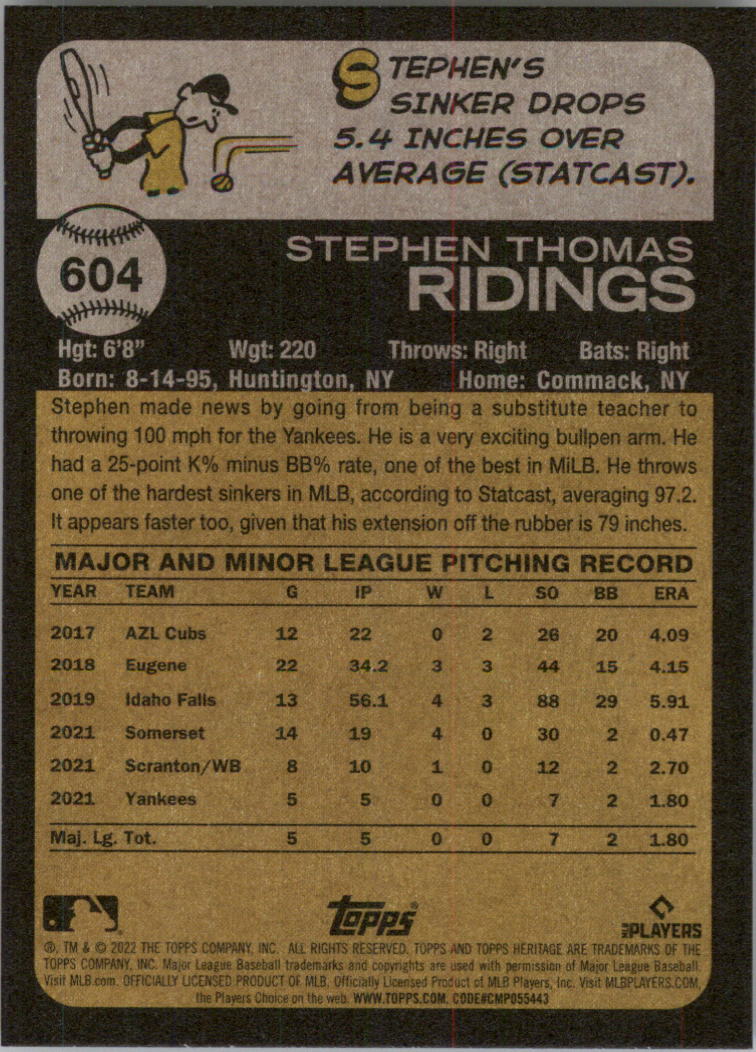 STEPHEN'S
SINKER DROPS
5.4 INCHES OVER
AVERAGE (STATCAST).
604
STEPHEN THOMAS
RIDINGS
Hgt: 6'8" Wgt: 220 Throws: Right Bats: Right
Born: 8-14-95, Huntington, NY Home: Commack, NY
Stephen made news by going from being a substitute teacher to
throwing 100 mph for the Yankees. He is a very exciting bullpen arm. He
had a 25-point K% minus BB% rate, one of the best in MiLB. He throws
one of the hardest sinkers in MLB, according to Statcast, averaging 97.2.
It appears faster too, given that his extension off the rubber is 79 inches.
MAJOR AND MINOR LEAGUE PITCHING RECORD
YEAR TEAM G IP W L SO BB ERA
2017 AZL Cubs 12 22 0 2 26 20 4.09
2018 Eugene 22 34.2 3 3 44 15 4.15
2019 Idaho Falls 13 56.1 4 3 88 29 5.91
2021 Somerset 14 19 4 0 30 2 0.47
2021 Scranton/WB 8 10 1 0 12 2 2.70
2021 Yankees 5 5 0 0 7 2 1.80
Maj. Lg. Tot. 5 5 0 0 7 2 1.80
Topps®
MLB PLAYERS
®, TM & © 2022 THE TOPPS COMPANY, INC. ALL RIGHTS RESERVED. TOPPS AND TOPPS HERITAGE ARE TRADEMARKS OF THE
TOPPS COMPANY, INC. Major League Baseball trademarks and copyrights are used with permission of Major League Baseball.
Visit MLB.com. OFFICIALLY LICENSED PRODUCT OF MLB. Officially Licensed Product of MLB Players, Inc. Visit MLBPLAYERS.COM,
the Players Choice on the web. WWW.TOPPS.COM. CODE#CMP055443